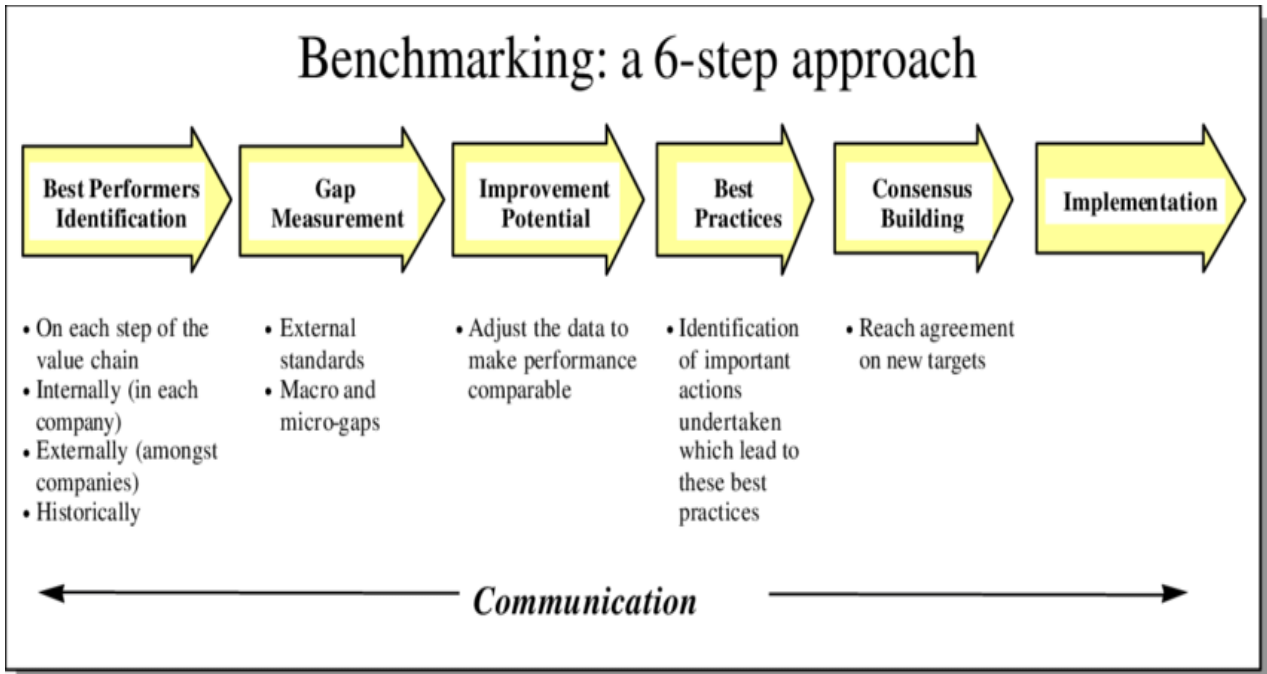 Benchmarking: a 6-step approach
Best Performers
Identification
Gap
Measurement
Improvement
Potential
Best
Practices
Consensus
Building
Implementation
• On each step of the
value chain
• Internally (in each
company)
• Externally (amongst
companies)
• Historically
• External
standards
• Macro and
micro-gaps
• Adjust the data to
make performance
comparable
• Identification
of important
actions
undertaken
which lead to
these best
practices
• Reach agreement
on new targets
Communication